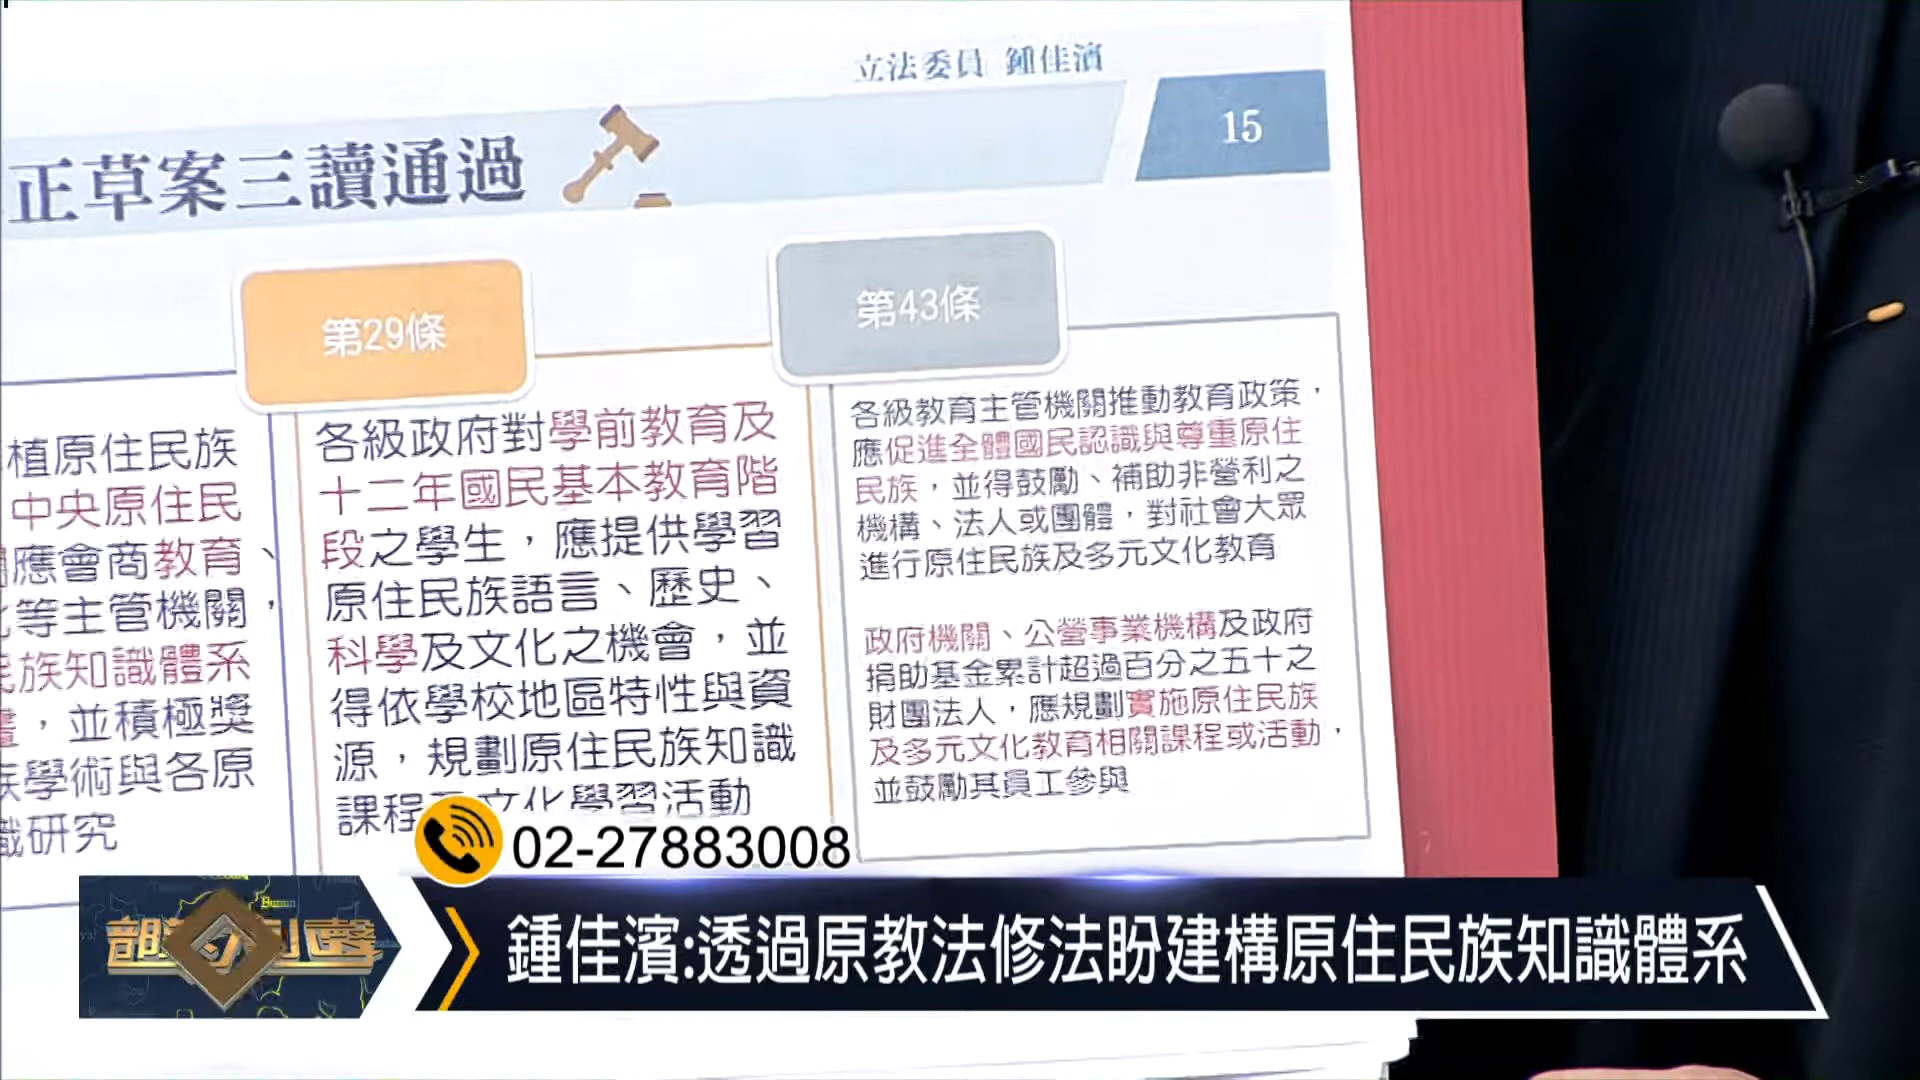 立法委員 鍾佳濱
15
正草案三讀通過
植原住民族
中央原住民
應會商教育、
等主管機關，
族知識體系
，並積極獎
學術與各原
研究
第29條
各級政府對學前教育及
十二年國民基本教育階
段之學生，應提供學習
原住民族語言、歷史、
科學及文化之機會，並
得依學校地區特性與資
源，規劃原住民族知識
課程及文化學習活動
第43條
各級教育主管機關推動教育政策，
應促進全體國民認識與尊重原住
民族，並得鼓勵、補助非營利之
機構、法人或團體，對社會大眾
進行原住民族及多元文化教育
政府機關、公營事業機構及政府
捐助基金累計超過百分之五十之
財團法人，應規劃實施原住民族
及多元文化教育相關課程或活動，
並鼓勵其員工參與
02-27883008
鍾佳濱:透過原教法修法盼建構原住民族知識體系